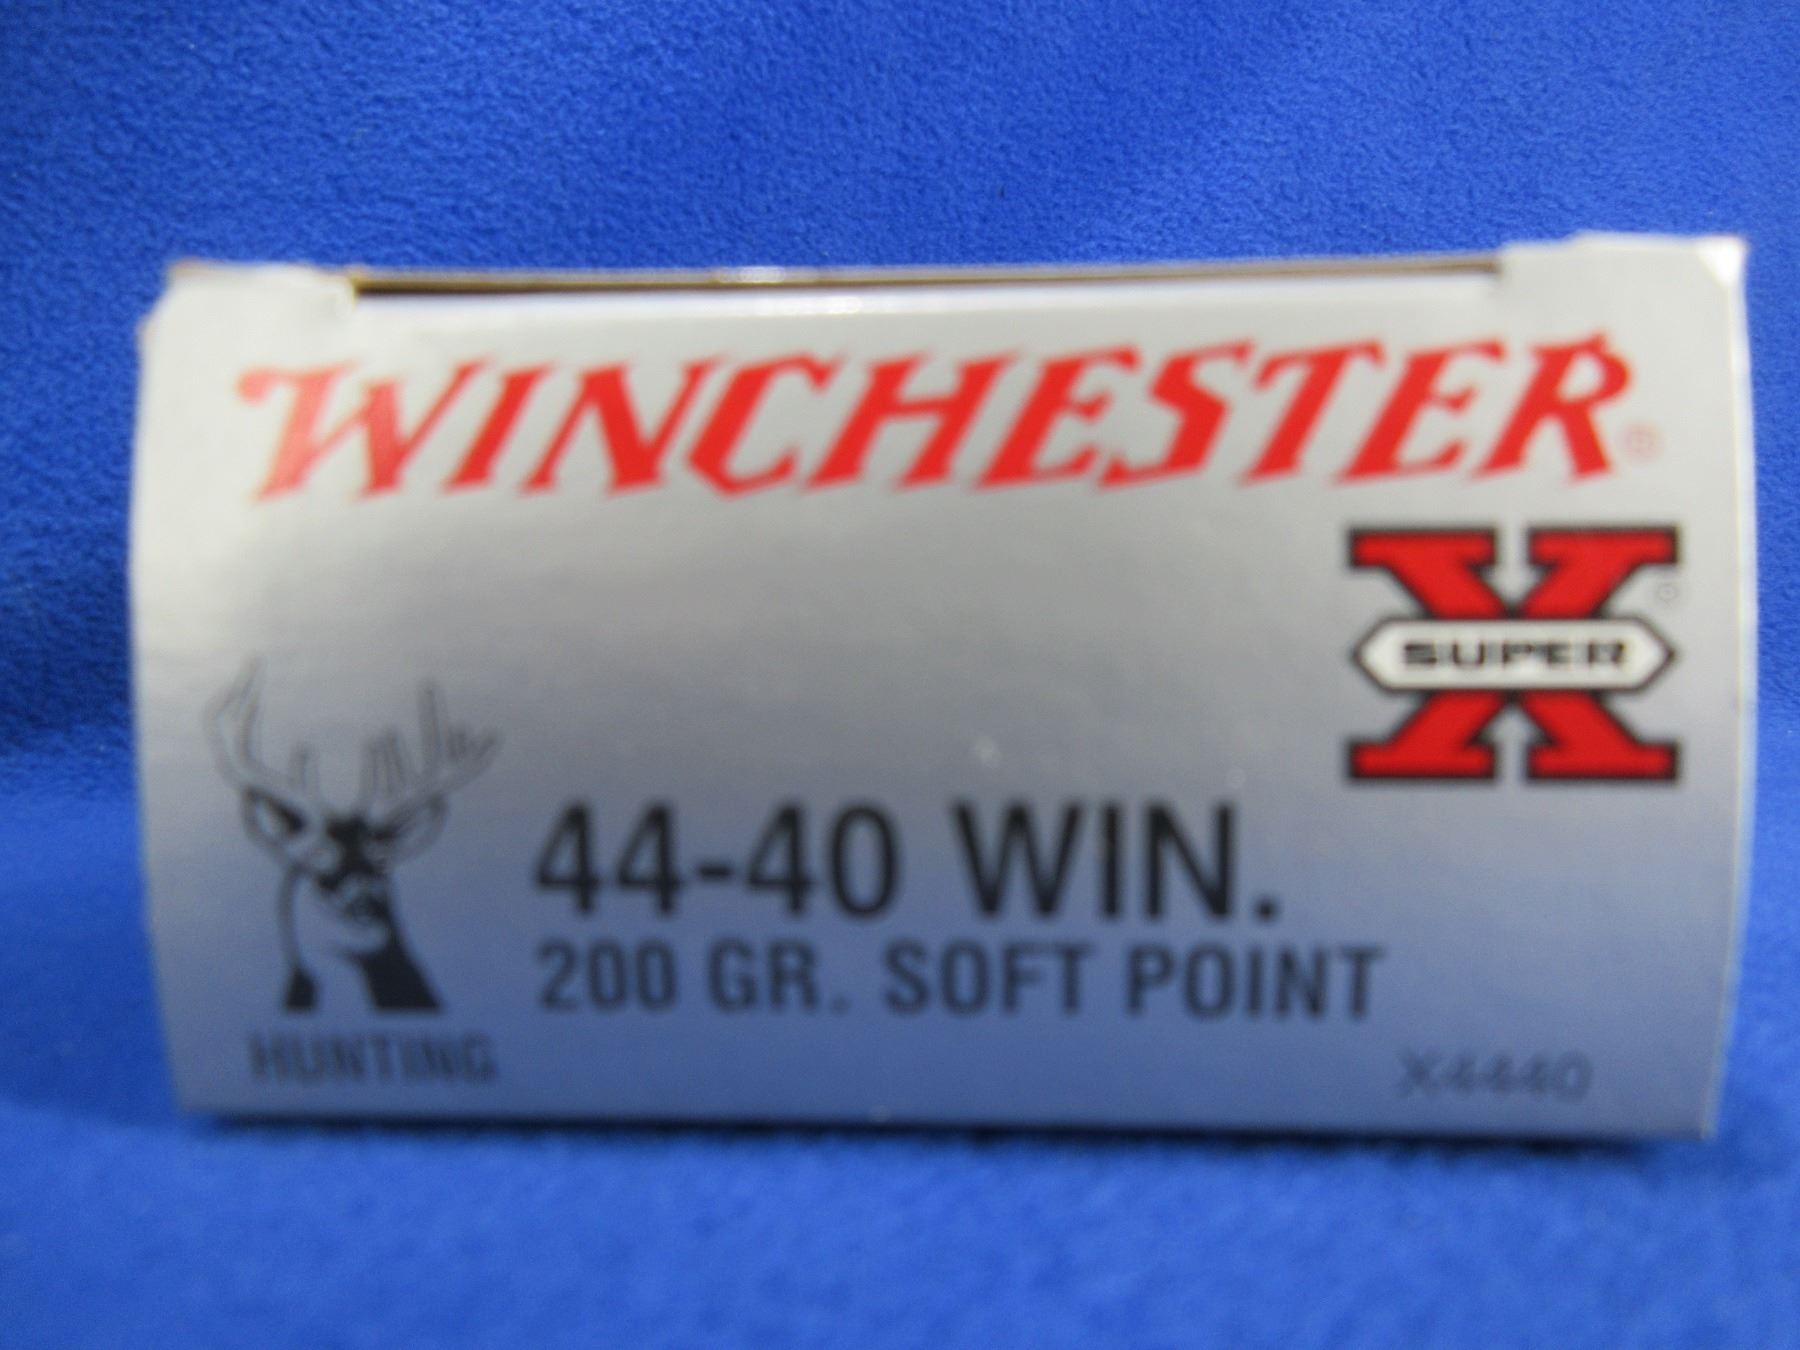 WINCHESTER®
SUPER X®
44-40 WIN.
200 GR. SOFT POINT
HUNTING
X4440